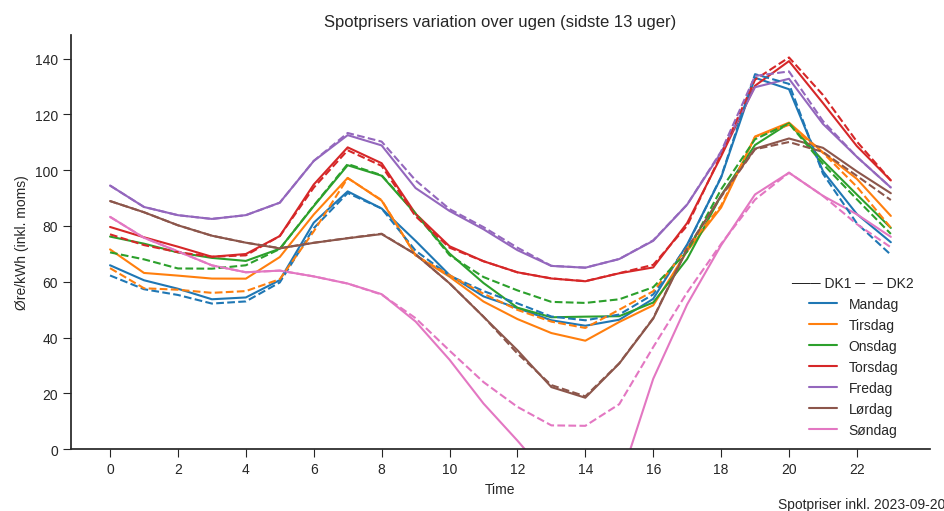 Spotprisers variation over ugen (sidste 13 uger)
Øre/kWh (inkl. moms)
140
120
100
80
60
40
20
0
0 2 4 6 8 10 12 14 16 18 20 22
Time
DK1 DK2
Mandag
Tirsdag
Onsdag
Torsdag
Fredag
Lørdag
Søndag
Spotpriser inkl. 2023-09-20